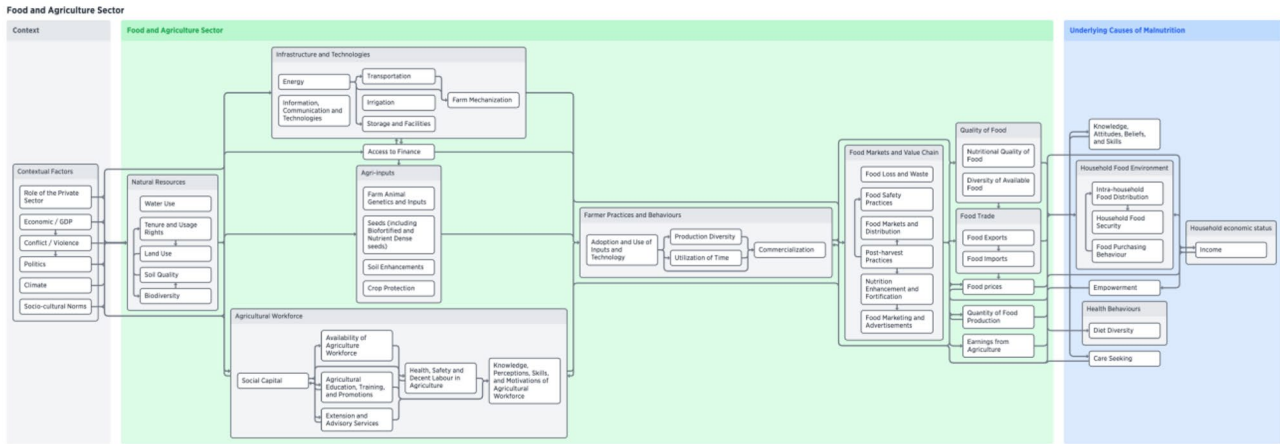 Food and Agriculture Sector
Context
Food and Agriculture Sector
Underlying Causes of Malnutrition
Contextual Factors
Role of the Private
Sector
Economic / GDP
Conflict / Violence
Politics
Climate
Socio-cultural Norms
Natural Resources
Water Use
Tenure and Usage
Rights
Land Use
Soil Quality
Biodiversity
Infrastructure and Technologies
Energy
Information,
Communication and
Technologies
Transportation
Irrigation
Storage and Facilities
Farm Mechanization
Access to Finance
Agri-inputs
Farm Animal
Genetics and Inputs
Seeds (including
Biofortified and
Nutrient Dense
seeds)
Soil Enhancements
Crop Protection
Agricultural Workforce
Social Capital
Availability of
Agriculture
Workforce
Agricultural
Education, Training,
and Promotions
Extension and
Advisory Services
Health, Safety and
Decent Labour in
Agriculture
Knowledge,
Perceptions, Skills,
and Motivations of
Agricultural
Workforce
Farmer Practices and Behaviours
Adoption and Use of
Inputs and
Technology
Production Diversity
Utilization of Time
Commercialization
Food Markets and Value Chain
Food Loss and Waste
Food Safety
Practices
Food Markets and
Distribution
Post-harvest
Practices
Nutrition
Enhancement and
Fortification
Food Marketing and
Advertisements
Quality of Food
Nutritional Quality of
Food
Diversity of Available
Food
Food Trade
Food Exports
Food Imports
Food prices
Quantity of Food
Production
Earnings from
Agriculture
Knowledge,
Attitudes, Beliefs,
and Skills
Household Food Environment
Intra-household
Food Distribution
Household Food
Security
Food Purchasing
Behaviour
Empowerment
Health Behaviours
Diet Diversity
Care Seeking
Household economic status
Income